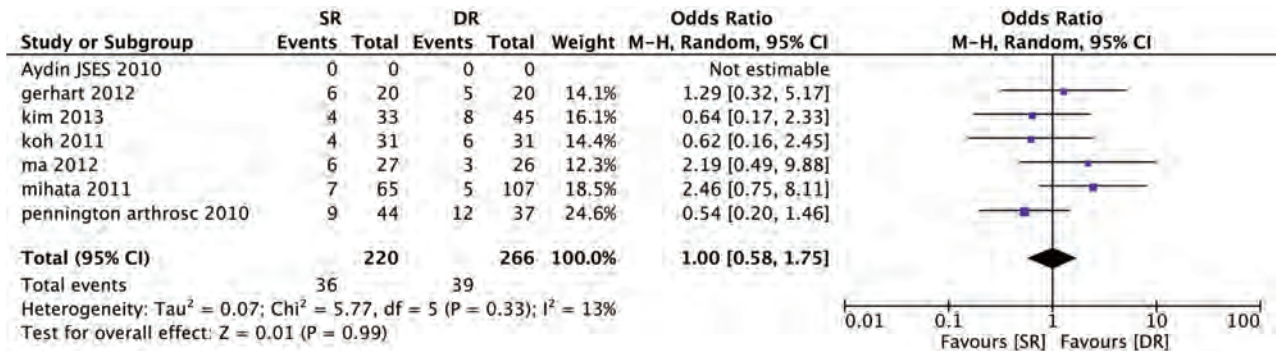 SR DR Odds Ratio Odds Ratio
Study or Subgroup Events Total Events Total Weight M-H, Random, 95% CI M-H, Random, 95% CI
Aydin JSES 2010 0 0 0 0 Not estimable
gerhart 2012 6 20 5 20 14.1% 1.29 [0.32, 5.17]
kim 2013 4 33 8 45 16.1% 0.64 [0.17, 2.33]
koh 2011 4 31 6 31 14.4% 0.62 [0.16, 2.45]
ma 2012 6 27 3 26 12.3% 2.19 [0.49, 9.88]
mihata 2011 7 65 5 107 18.5% 2.46 [0.75, 8.11]
pennington arthrosc 2010 9 44 12 37 24.6% 0.54 [0.20, 1.46]
Total (95% CI) 220 266 100.0% 1.00 [0.58, 1.75]
Total events 36 39
Heterogeneity: Tau² = 0.07; Chi² = 5.77, df = 5 (P = 0.33); I² = 13%
Test for overall effect: Z = 0.01 (P = 0.99)
0.01 0.1 1 10 100
Favours [SR] Favours [DR]